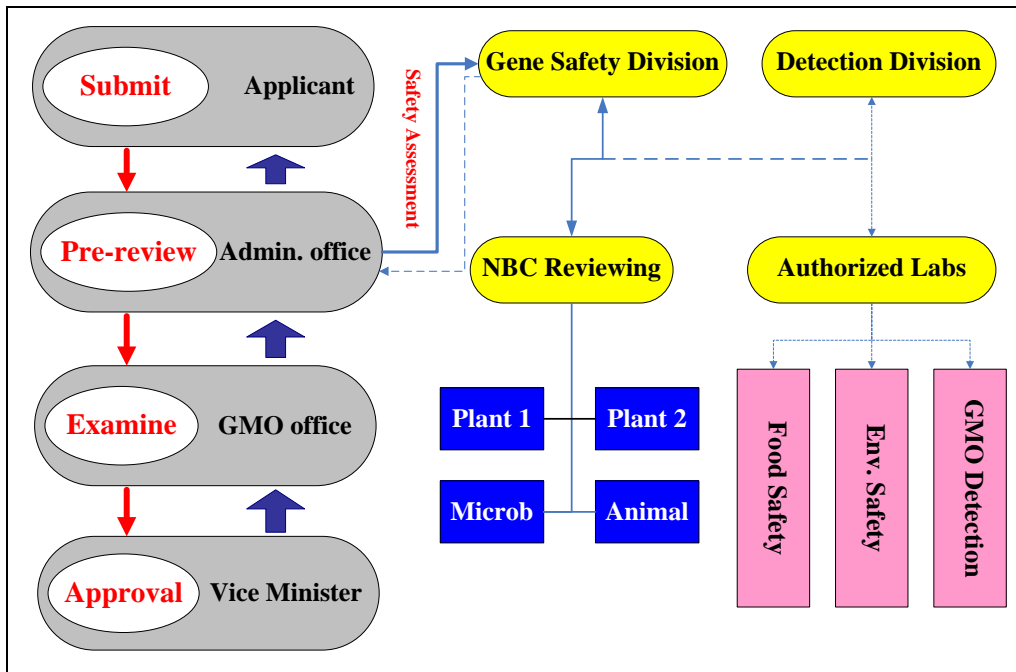 Submit
Applicant
Safety Assessment
Gene Safety Division
Detection Division
Pre-review
Admin. office
NBC Reviewing
Authorized Labs
Examine
GMO office
Plant 1
Plant 2
Microb
Animal
Food Safety
Env. Safety
GMO Detection
Approval
Vice Minister